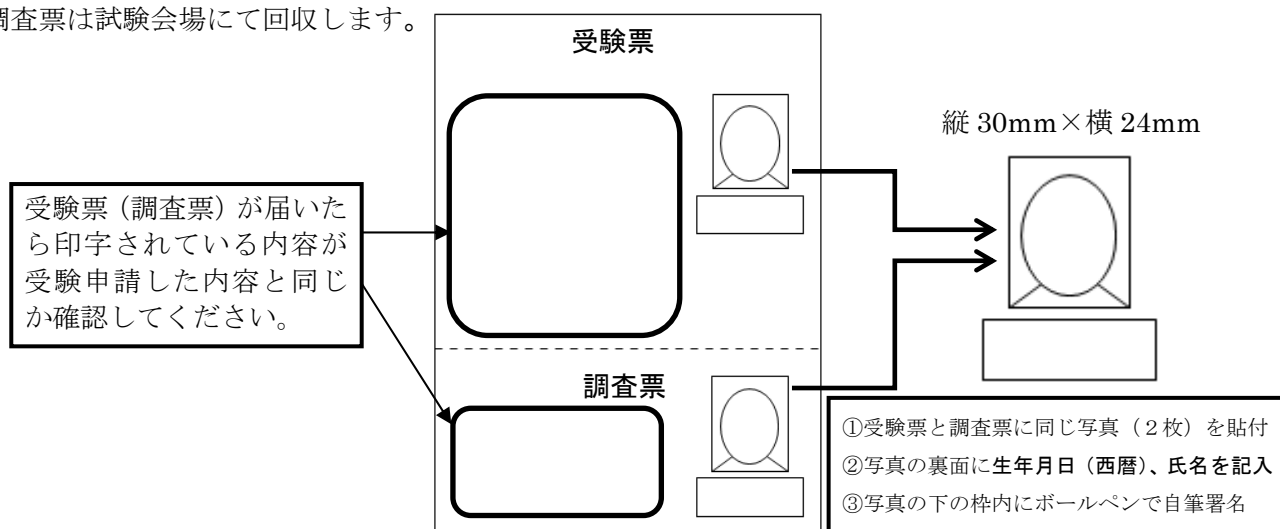 調査票は試験会場にて回収します。
受験票
縦 30mm×横 24mm
受験票（調査票）が届いた
ら印字されている内容が
受験申請した内容と同じ
か確認してください。
調査票
①受験票と調査票に同じ写真（２枚）を貼付
②写真の裏面に生年月日（西暦）、氏名を記入
③写真の下の枠内にボールペンで自筆署名